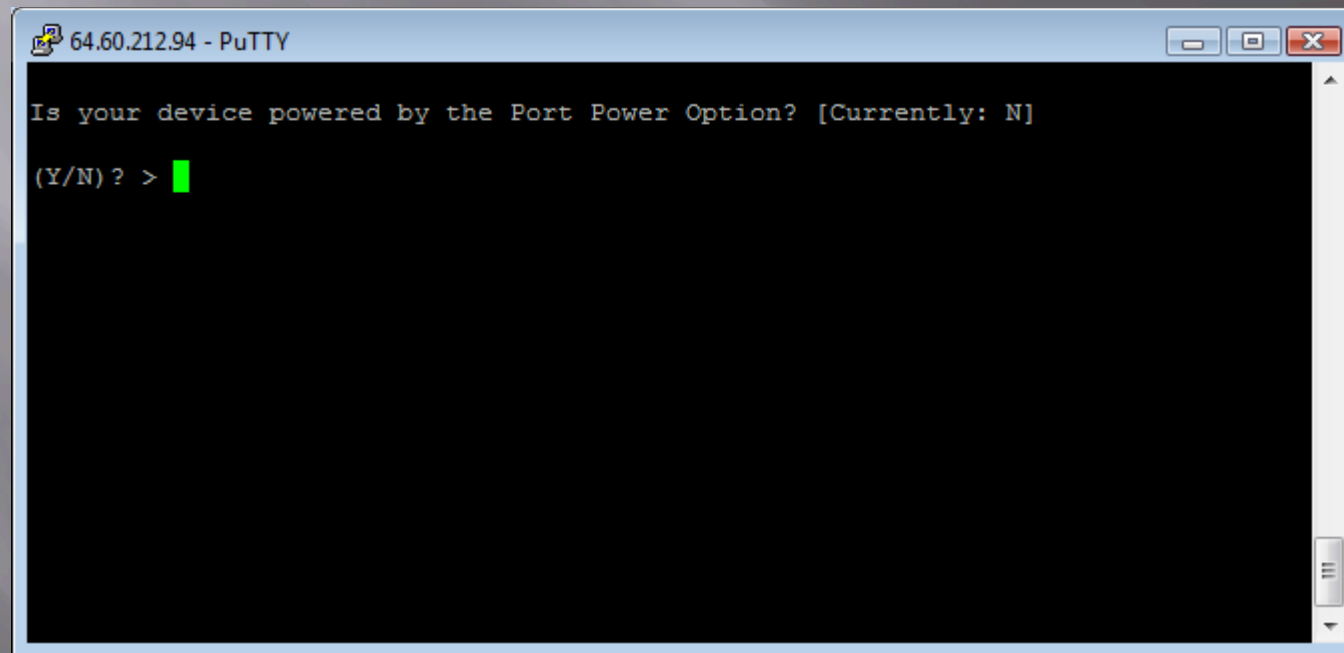 64.60.212.94 - PuTTY
Is your device powered by the Port Power Option? [Currently: N]
(Y/N)? >